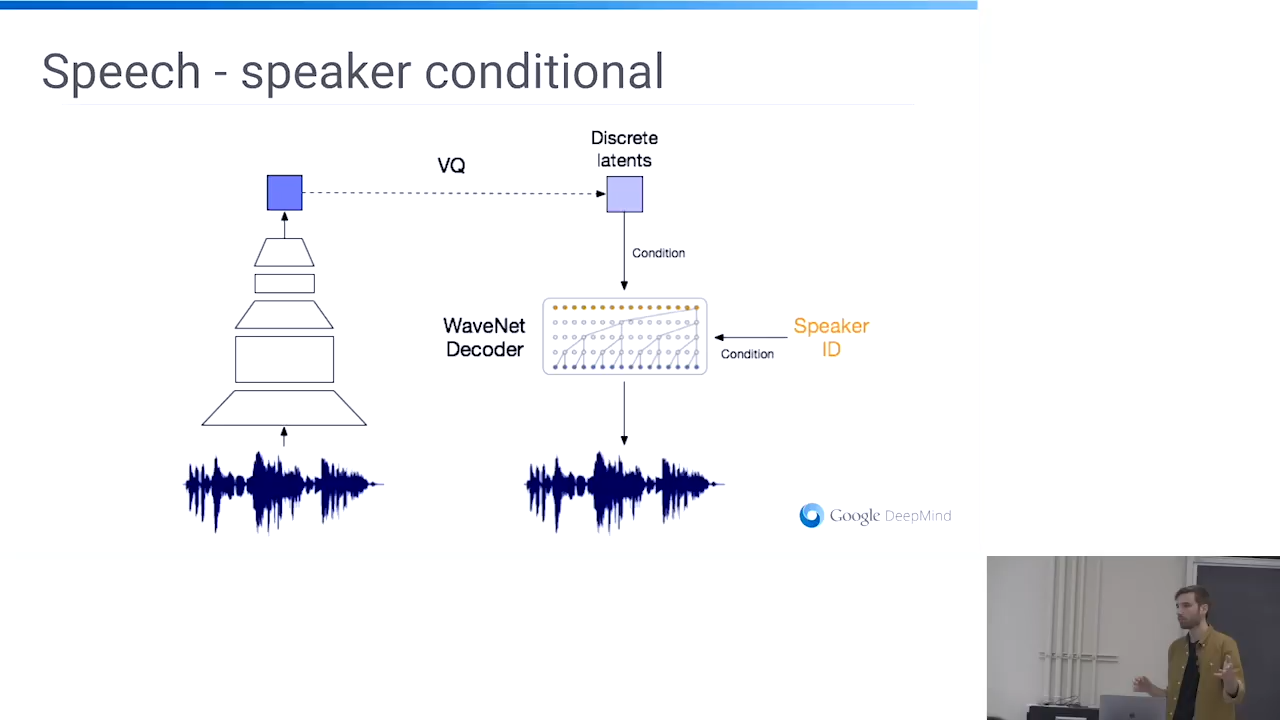 Speech - speaker conditional
Discrete
latents
VQ
Condition
WaveNet
Decoder
Speaker
ID
Condition
Google DeepMind